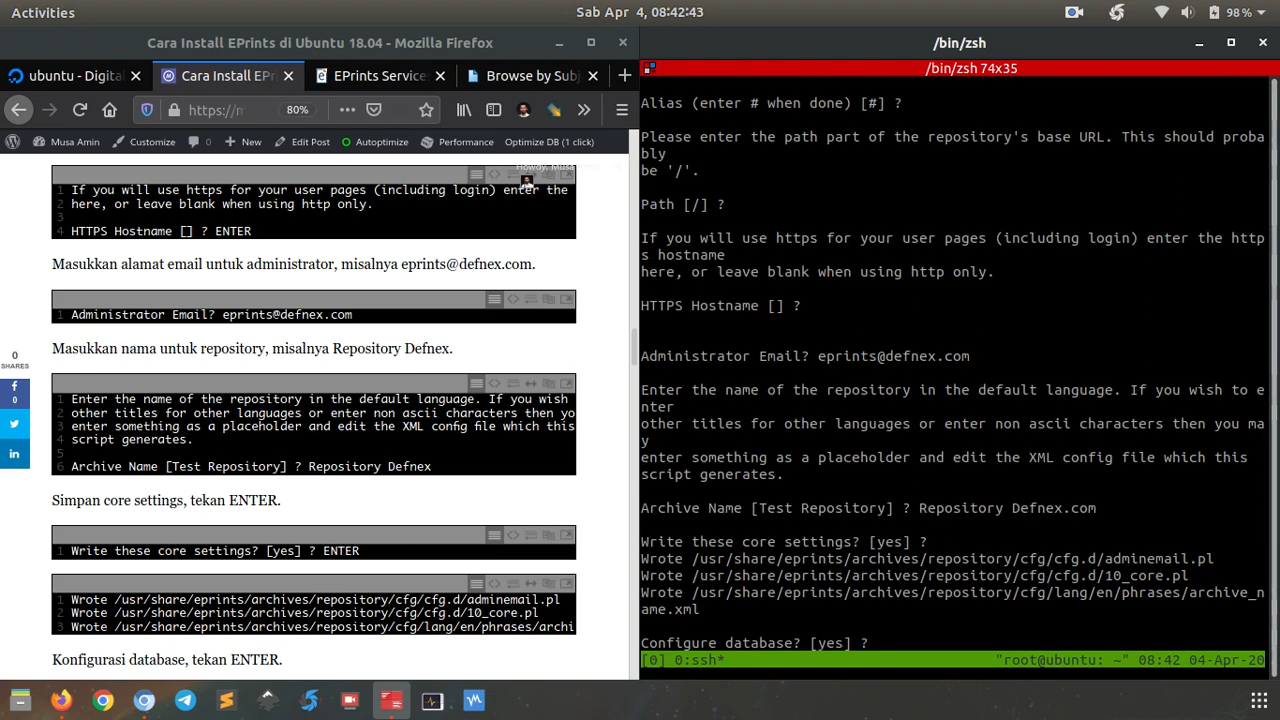 Activities
Sab Apr 4, 08:42:43
98 %
Cara Install EPrints di Ubuntu 18.04 - Mozilla Firefox
ubuntu - Digital
Cara Install EPri
EPrints Service
Browse by Subj
https://m
80%
Musa Amin
Customize
0
New
Edit Post
Autoptimize
Performance
Optimize DB (1 click)
1 If you will use https for your user pages (including login) enter the
2 here, or leave blank when using http only.
3
4 HTTPS Hostname [] ? ENTER
Masukkan alamat email untuk administrator, misalnya eprints@defnex.com.
1 Administrator Email? eprints@defnex.com
Masukkan nama untuk repository, misalnya Repository Defnex.
1 Enter the name of the repository in the default language. If you wish
2 other titles for other languages or enter non ascii characters then yo
3 enter something as a placeholder and edit the XML config file which this
4 script generates.
5
6 Archive Name [Test Repository] ? Repository Defnex
Simpan core settings, tekan ENTER.
1 Write these core settings? [yes] ? ENTER
1 Wrote /usr/share/eprints/archives/repository/cfg/cfg.d/adminemail.pl
2 Wrote /usr/share/eprints/archives/repository/cfg/cfg.d/10_core.pl
3 Wrote /usr/share/eprints/archives/repository/cfg/lang/en/phrases/archi
Konfigurasi database, tekan ENTER.
0
SHARES
0
/bin/zsh
/bin/zsh 74x35
Alias (enter # when done) [#] ?
Please enter the path part of the repository's base URL. This should proba
bly
be '/'.
Path [/] ?
If you will use https for your user pages (including login) enter the http
s hostname
here, or leave blank when using http only.
HTTPS Hostname [] ?
Administrator Email? eprints@defnex.com
Enter the name of the repository in the default language. If you wish to e
nter
other titles for other languages or enter non ascii characters then you ma
y
enter something as a placeholder and edit the XML config file which this
script generates.
Archive Name [Test Repository] ? Repository Defnex.com
Write these core settings? [yes] ?
Wrote /usr/share/eprints/archives/repository/cfg/cfg.d/adminemail.pl
Wrote /usr/share/eprints/archives/repository/cfg/cfg.d/10_core.pl
Wrote /usr/share/eprints/archives/repository/cfg/lang/en/phrases/archive_n
ame.xml
Configure database? [yes] ?
[0] 0:ssh*
"root@ubuntu: ~" 08:42 04-Apr-20